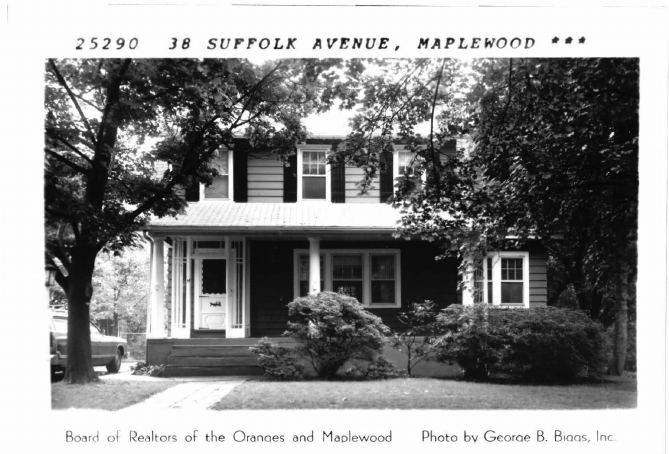 25290 38 SUFFOLK AVENUE, MAPLEWOOD ***
Board of Realtors of the Oranges and Maplewood Photo by George B. Biggs, Inc.